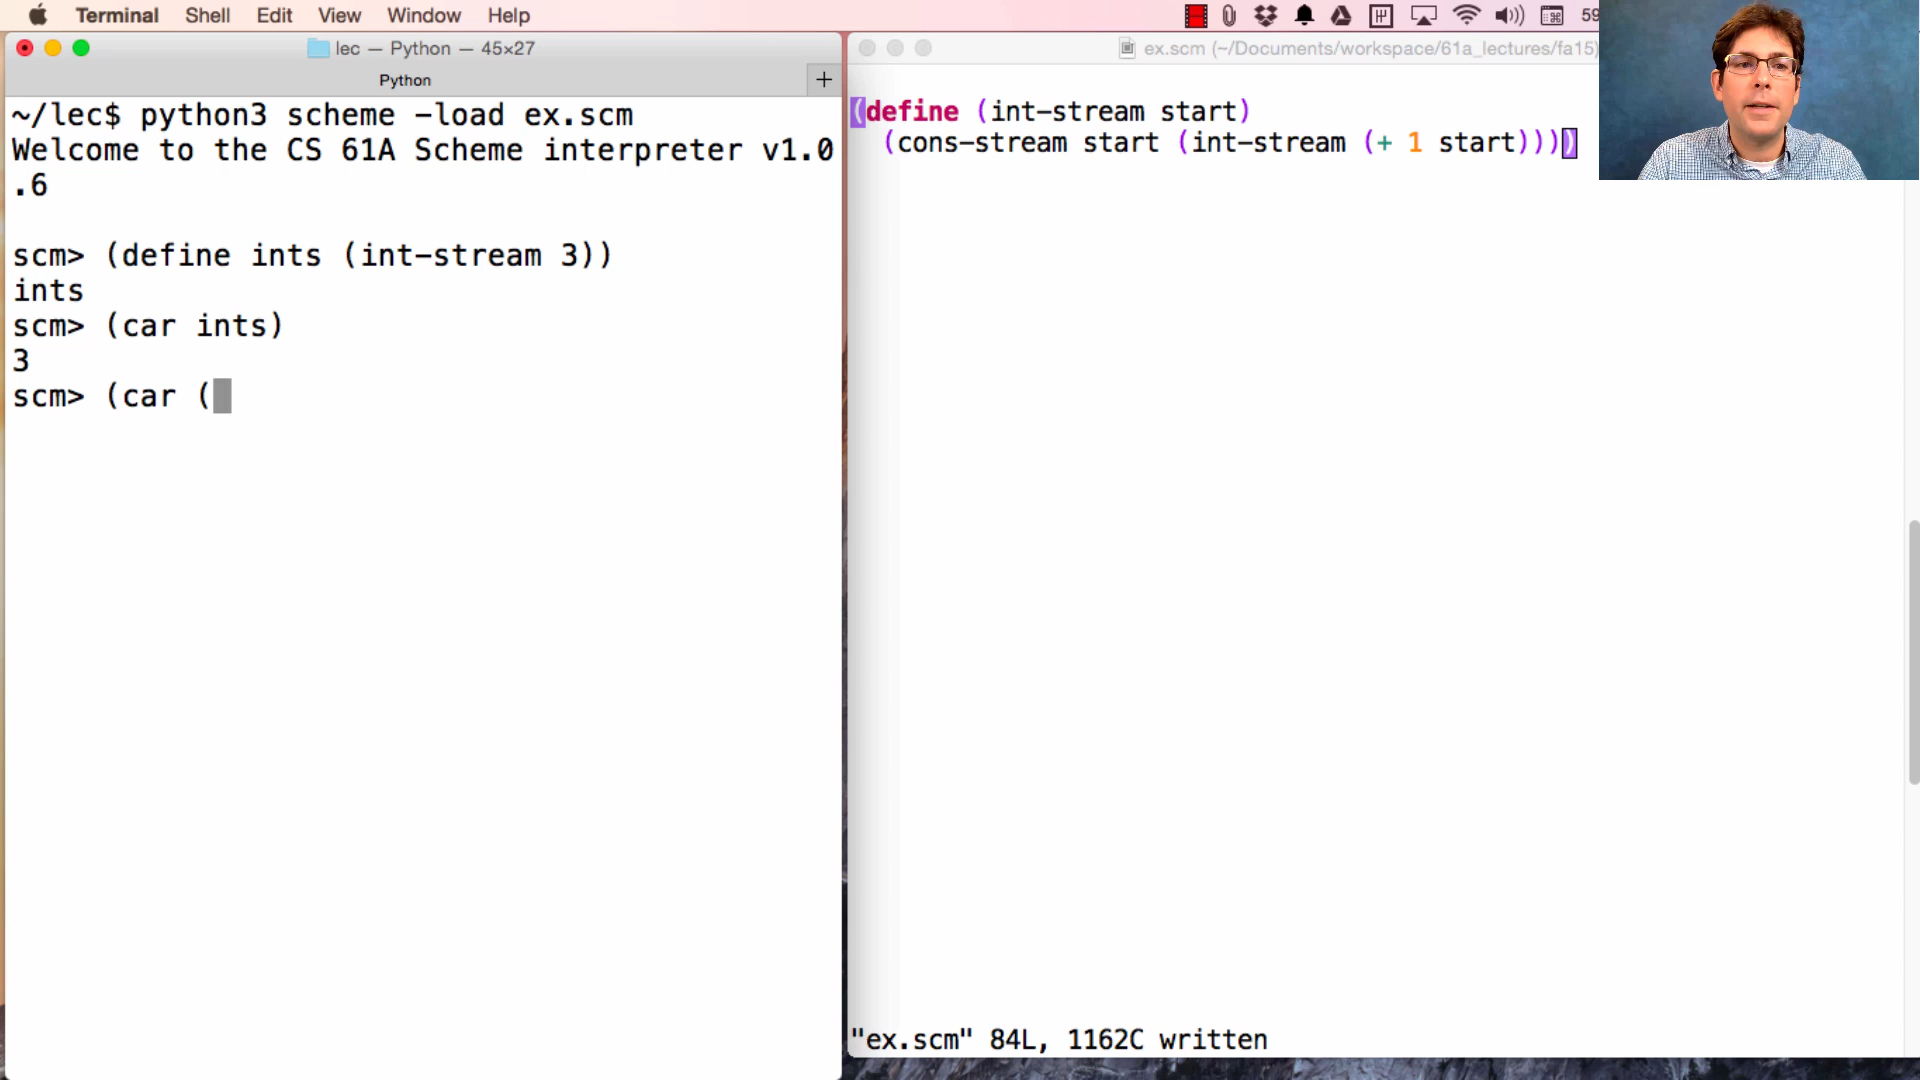 Terminal Shell Edit View Window Help 59
lec — Python — 45×27
Python +
~/lec$ python3 scheme -load ex.scm
Welcome to the CS 61A Scheme interpreter v1.0
.6
scm> (define ints (int-stream 3))
ints
scm> (car ints)
3
scm> (car (
ex.scm (~/Documents/workspace/61a_lectures/fa15)
(define (int-stream start)
(cons-stream start (int-stream (+ 1 start))))
"ex.scm" 84L, 1162C written